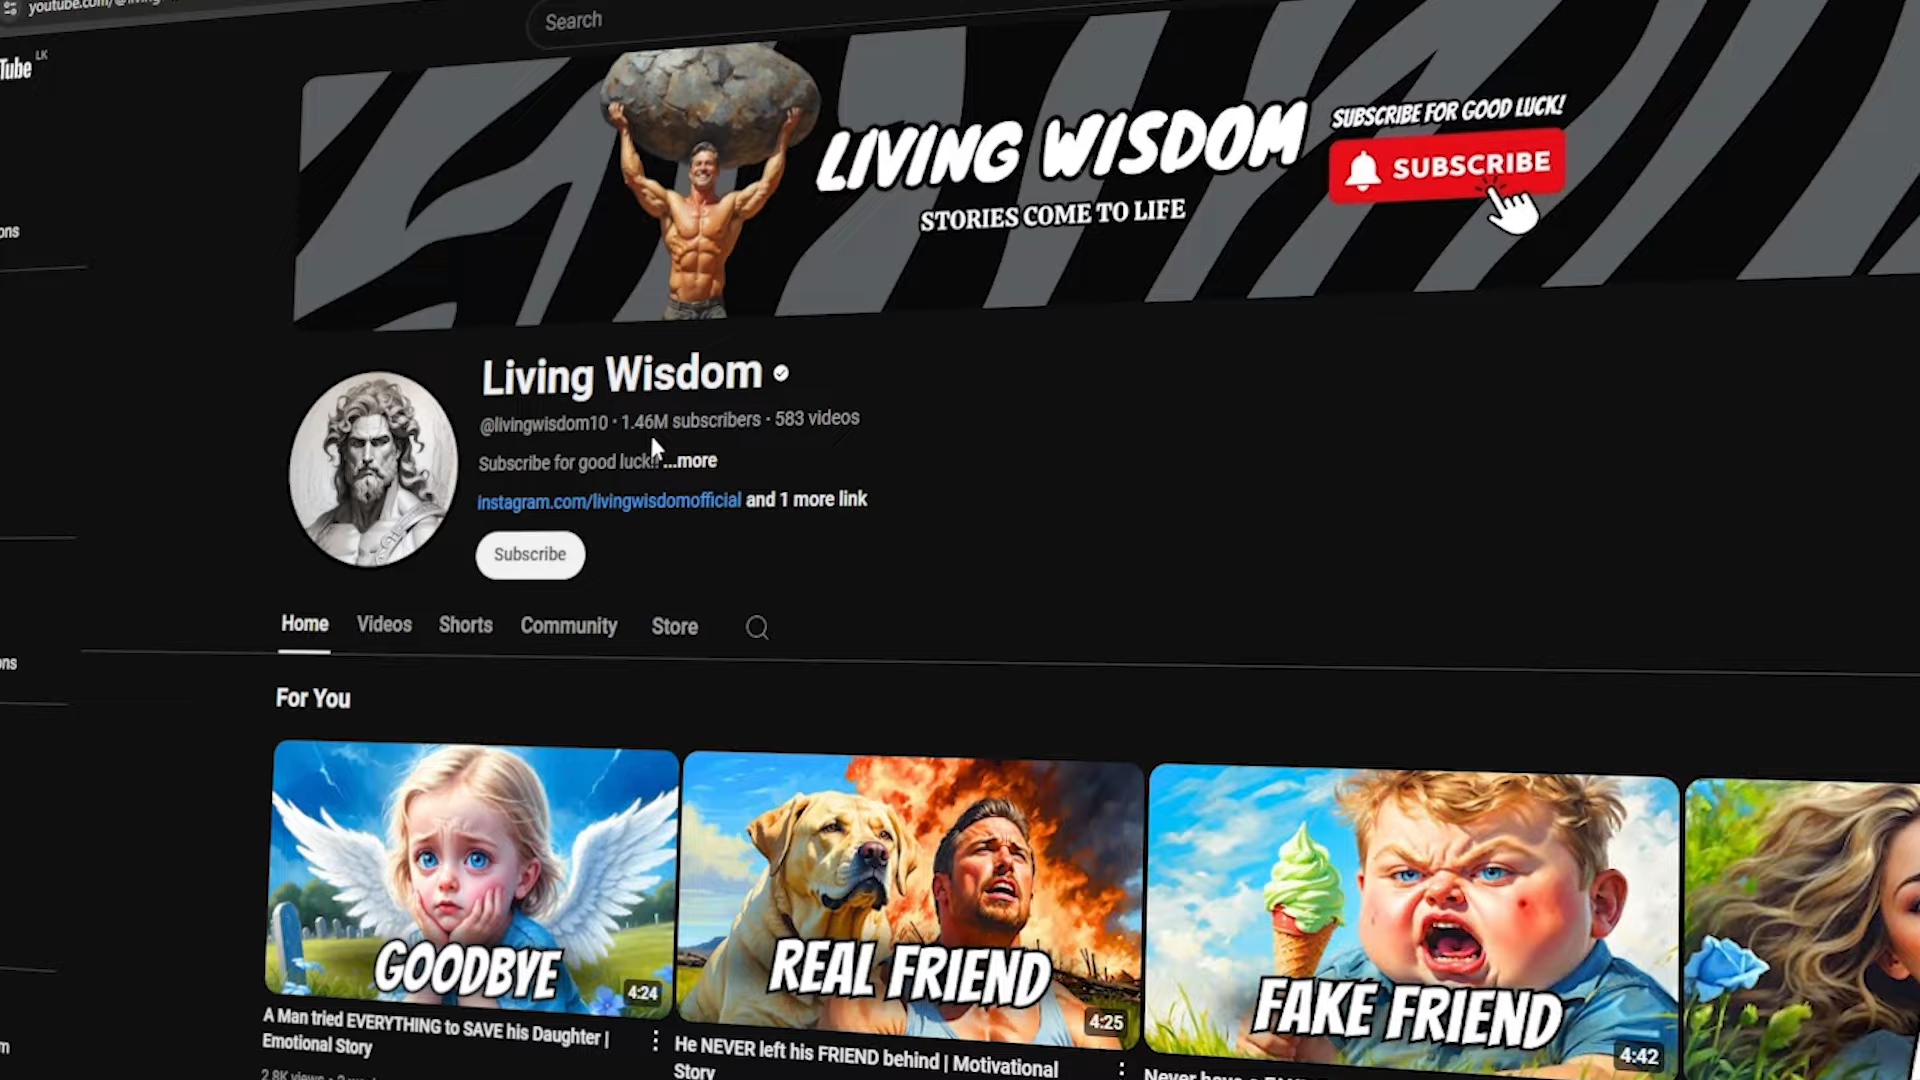 Search
Tube LK
LIVING WISDOM
STORIES COME TO LIFE
SUBSCRIBE FOR GOOD LUCK!
SUBSCRIBE
ons
Living Wisdom
@livingwisdom10 · 1.46M subscribers · 583 videos
Subscribe for good luck!! ...more
instagram.com/livingwisdomofficial and 1 more link
Subscribe
Home Videos Shorts Community Store
ons
For You
GOODBYE
4:24
REAL FRIEND
4:25
FAKE FRIEND
4:42
A Man tried EVERYTHING to SAVE his Daughter |
Emotional Story
He NEVER left his FRIEND behind | Motivational
Story
2.8K views